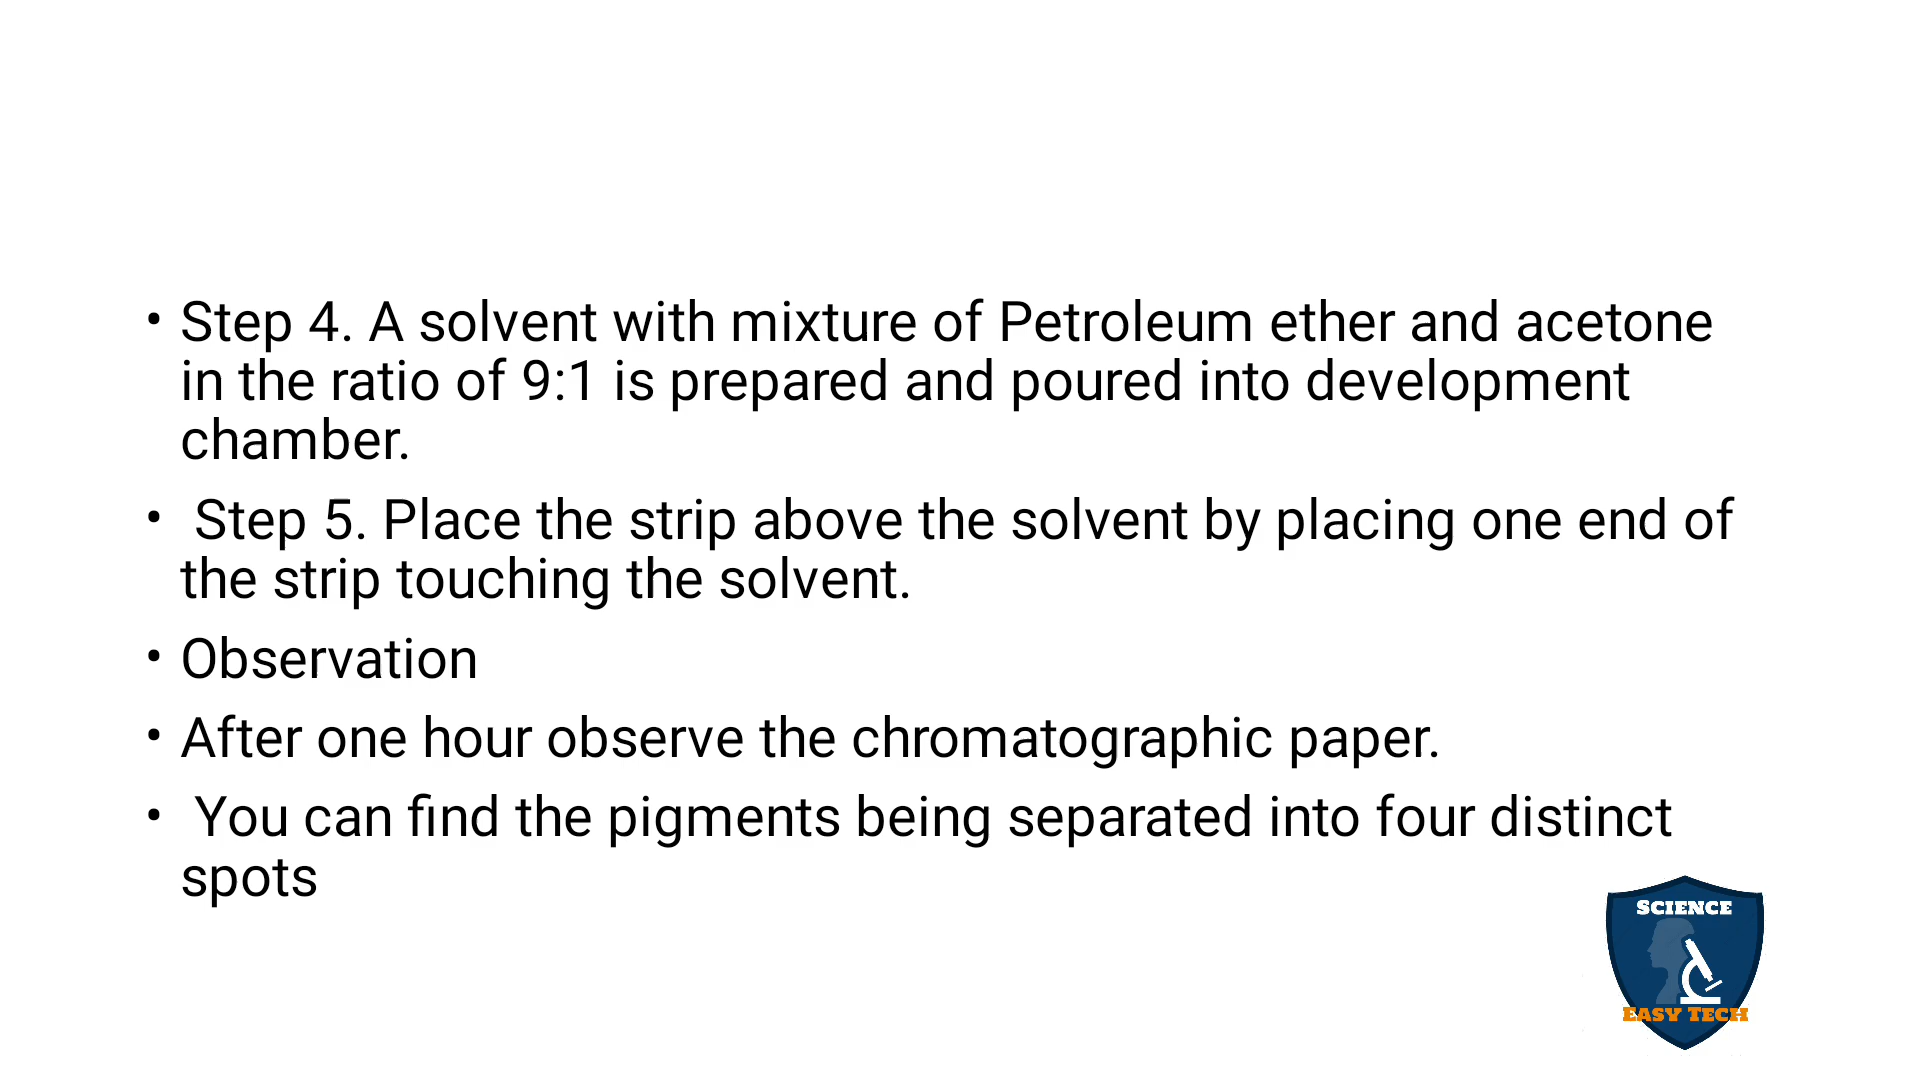 • Step 4. A solvent with mixture of Petroleum ether and acetone
in the ratio of 9:1 is prepared and poured into development
chamber.
• Step 5. Place the strip above the solvent by placing one end of
the strip touching the solvent.
• Observation
• After one hour observe the chromatographic paper.
• You can find the pigments being separated into four distinct
spots
SCIENCE
EASY TECH